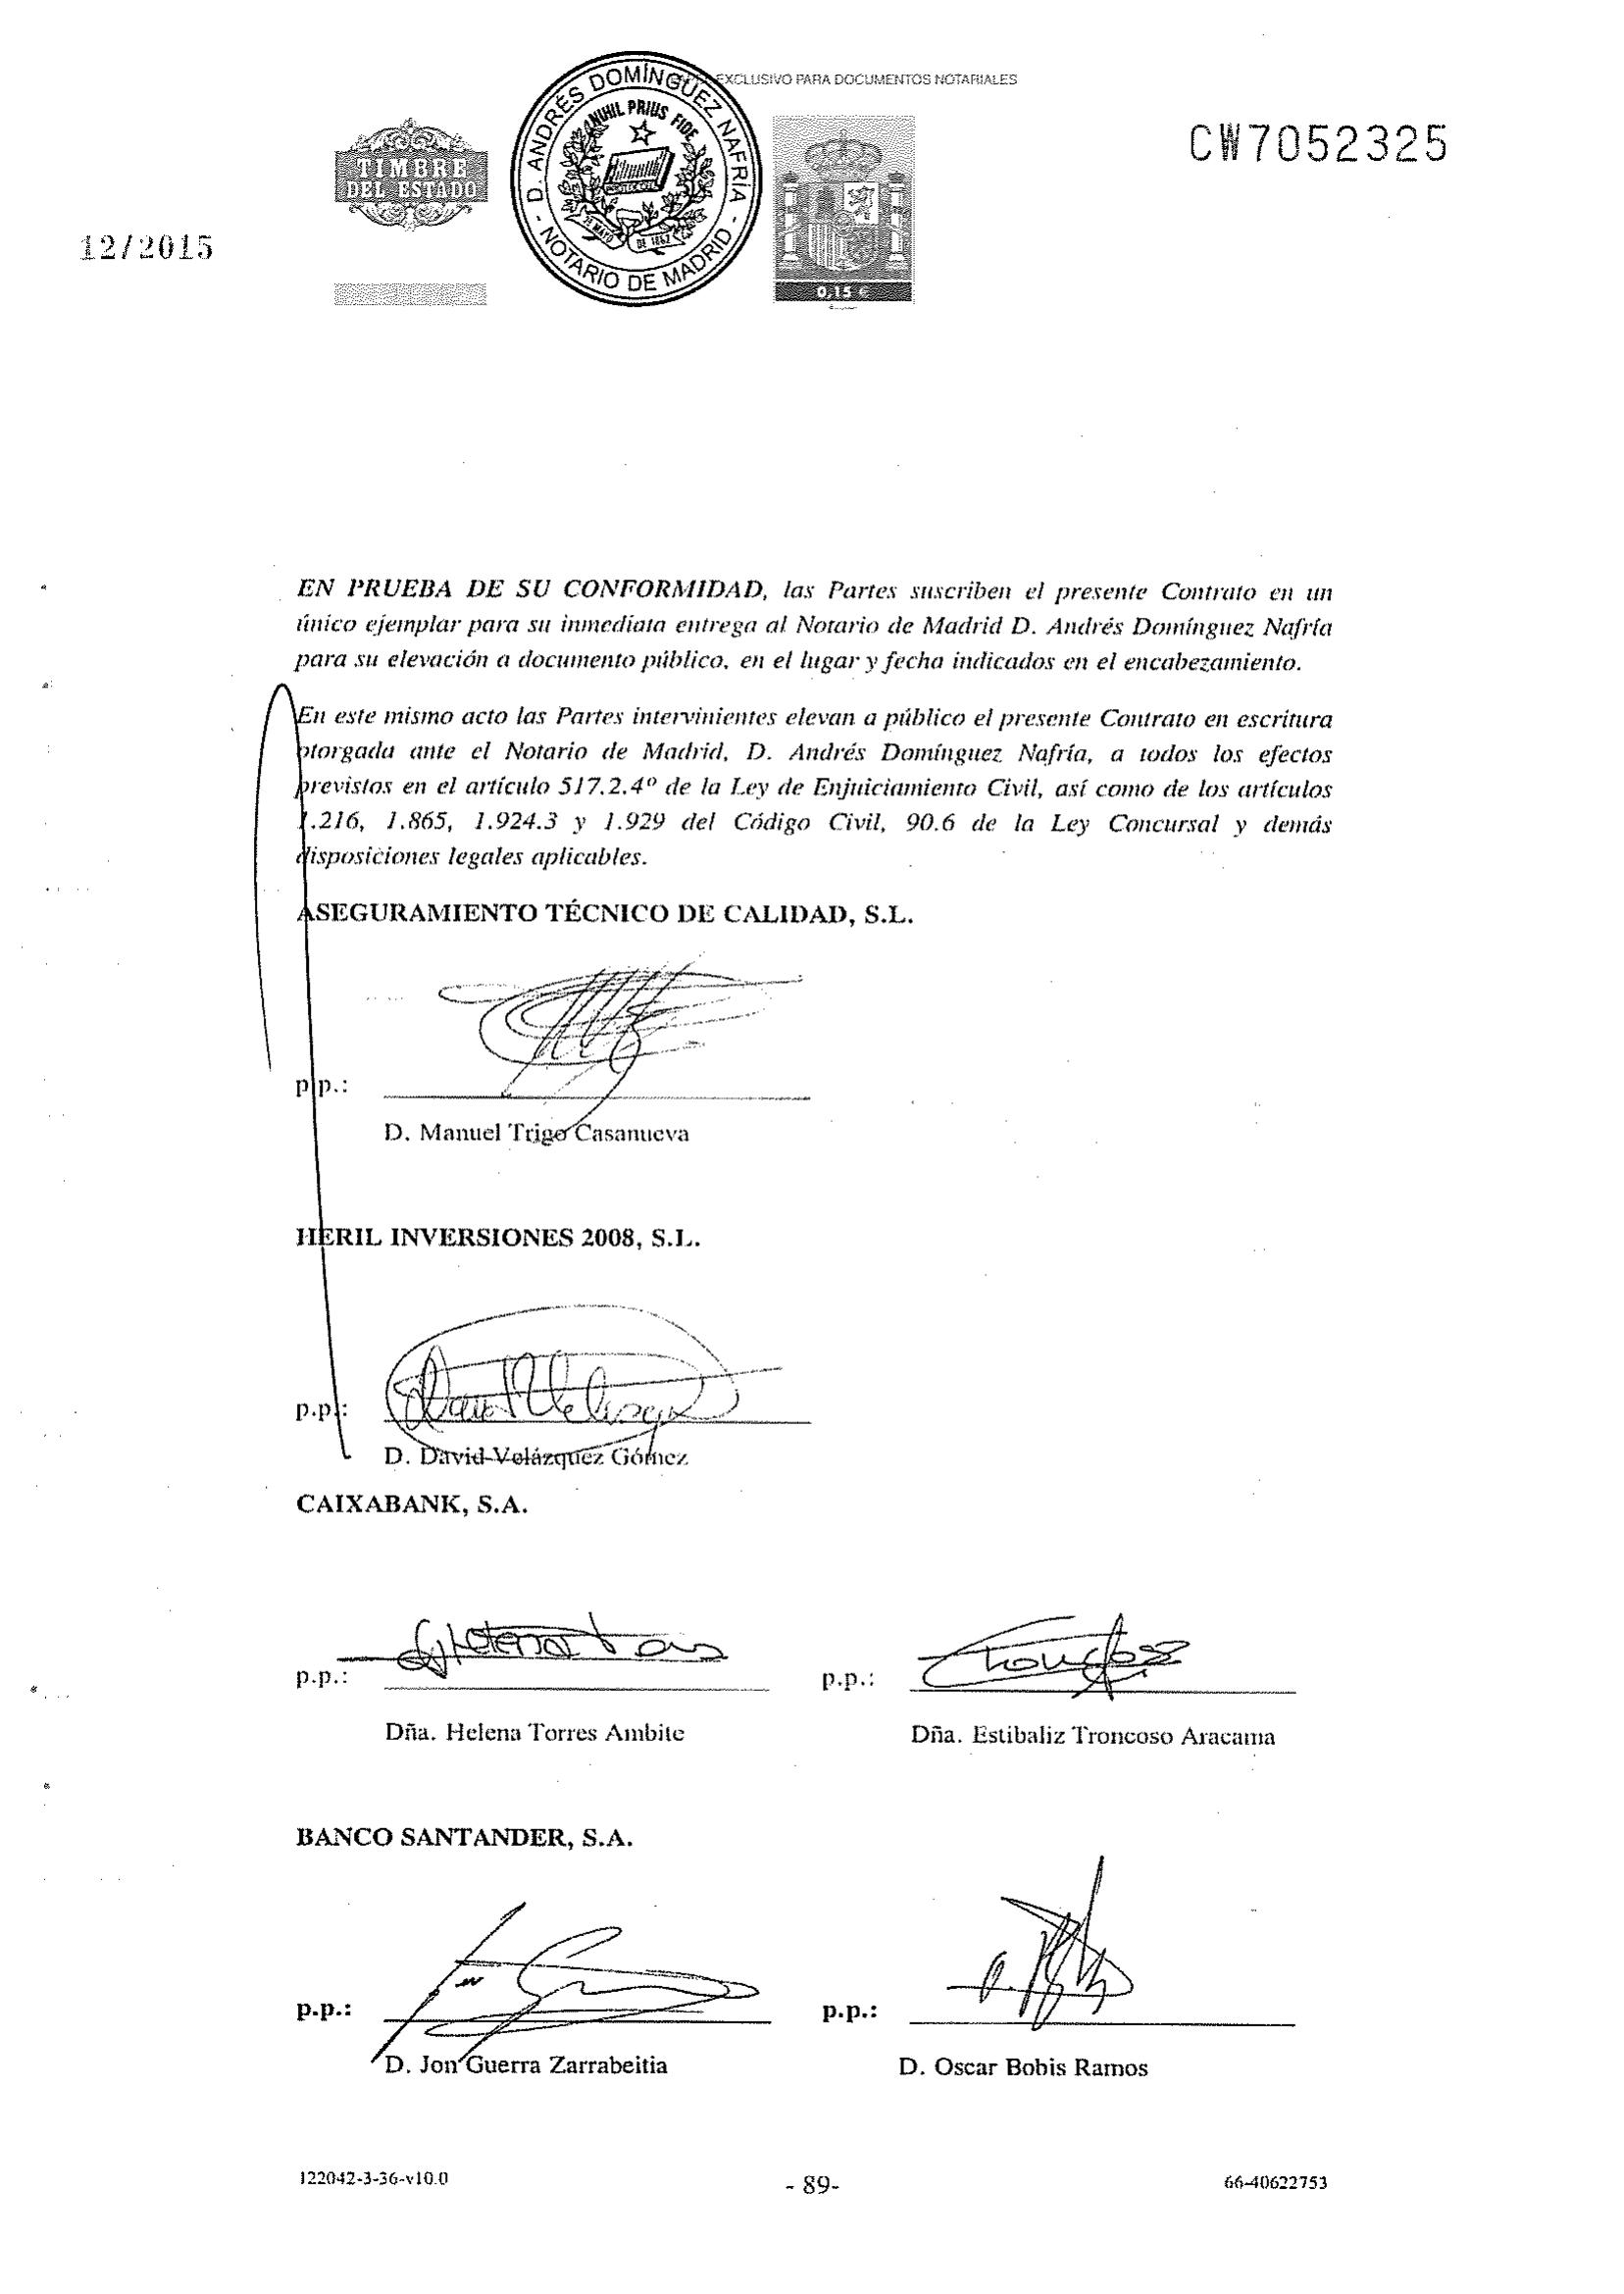 PAPEL EXCLUSIVO PARA DOCUMENTOS NOTARIALES
TIMBRE
DEL ESTADO
- D. ANDRÉS DOMÍNGUEZ NAFRÍA -
NOTARIO DE MADRID
NIHIL PRIUS FIDE
28 MAYO
DE 1862
0,15 €
CW7052325
12/2015
EN PRUEBA DE SU CONFORMIDAD, las Partes suscriben el presente Contrato en un
único ejemplar para su inmediata entrega al Notario de Madrid D. Andrés Domínguez Nafría
para su elevación a documento público, en el lugar y fecha indicados en el encabezamiento.
En este mismo acto las Partes intervinientes elevan a público el presente Contrato en escritura
otorgada ante el Notario de Madrid, D. Andrés Domínguez Nafría, a todos los efectos
previstos en el artículo 517.2.4º de la Ley de Enjuiciamiento Civil, así como de los artículos
1.216, 1.865, 1.924.3 y 1.929 del Código Civil, 90.6 de la Ley Concursal y demás
disposiciones legales aplicables.
ASEGURAMIENTO TÉCNICO DE CALIDAD, S.L.
p.p.:
D. Manuel Trigo Casanueva
HERIL INVERSIONES 2008, S.L.
p.p.:
D. David Velázquez Gómez
CAIXABANK, S.A.
p.p.: p.p.:
Dña. Helena Torres Ambite Dña. Estibaliz Troncoso Aracama
BANCO SANTANDER, S.A.
p.p.: p.p.:
D. Jon Guerra Zarrabeitia D. Oscar Bobis Ramos
122042-3-36-v10.0 - 89- 66-40622753